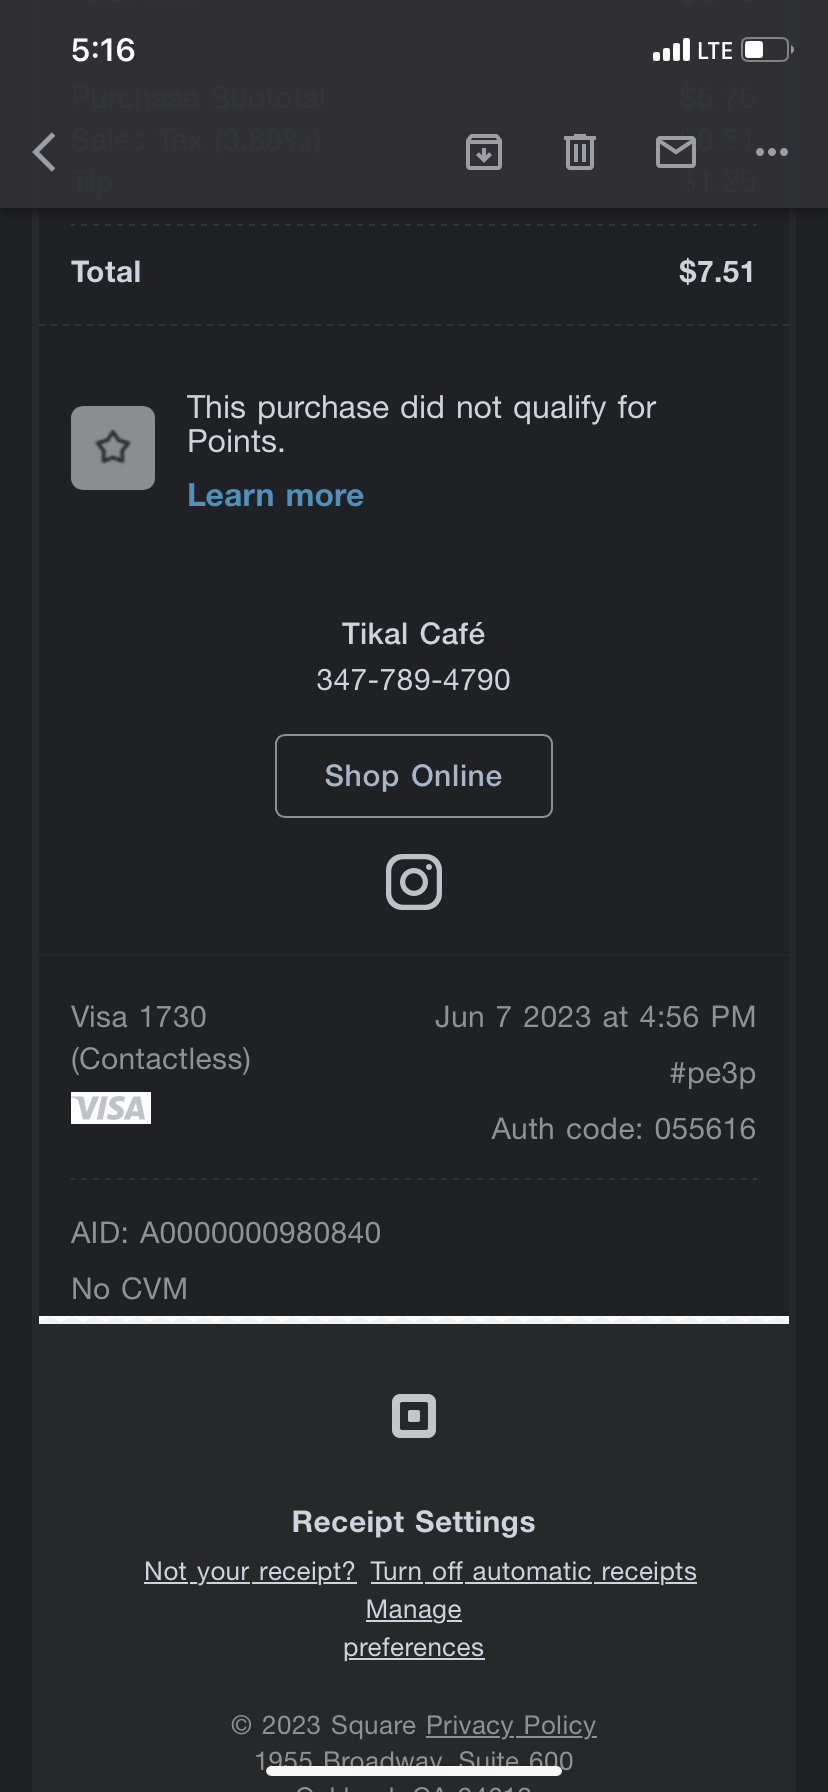 5:16
LTE
Purchase Subtotal $5.75
Sales Tax (8.88%) $0.51
Tip $1.25
Total $7.51
This purchase did not qualify for
Points.
Learn more
Tikal Café
347-789-4790
Shop Online
Visa 1730
(Contactless)
VISA
Jun 7 2023 at 4:56 PM
#pe3p
Auth code: 055616
AID: A0000000980840
No CVM
Receipt Settings
Not your receipt? Turn off automatic receipts
Manage
preferences
© 2023 Square Privacy Policy
1955 Broadway, Suite 600